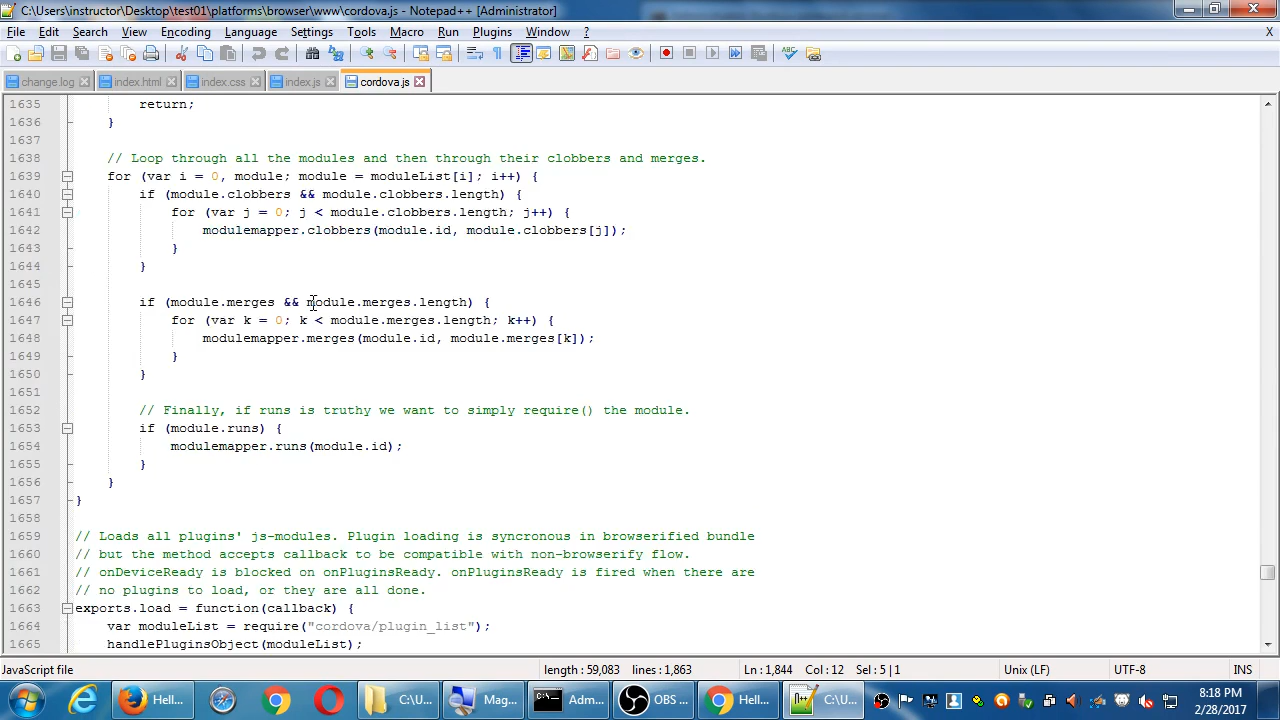 C:\Users\instructor\Desktop\test01\platforms\browser\www\cordova.js - Notepad++ [Administrator]
File Edit Search View Encoding Language Settings Tools Macro Run Plugins Window ?
change.log index.html index.css index.js cordova.js
1635 return;
1636 }
1637
1638 // Loop through all the modules and then through their clobbers and merges.
1639 for (var i = 0, module; module = moduleList[i]; i++) {
1640 if (module.clobbers && module.clobbers.length) {
1641 for (var j = 0; j < module.clobbers.length; j++) {
1642 modulemapper.clobbers(module.id, module.clobbers[j]);
1643 }
1644 }
1645
1646 if (module.merges && module.merges.length) {
1647 for (var k = 0; k < module.merges.length; k++) {
1648 modulemapper.merges(module.id, module.merges[k]);
1649 }
1650 }
1651
1652 // Finally, if runs is truthy we want to simply require() the module.
1653 if (module.runs) {
1654 modulemapper.runs(module.id);
1655 }
1656 }
1657 }
1658
1659 // Loads all plugins' js-modules. Plugin loading is syncronous in browserified bundle
1660 // but the method accepts callback to be compatible with non-browserify flow.
1661 // onDeviceReady is blocked on onPluginsReady. onPluginsReady is fired when there are
1662 // no plugins to load, or they are all done.
1663 exports.load = function(callback) {
1664 var moduleList = require("cordova/plugin_list");
1665 handlePluginsObject(moduleList);
JavaScript file length : 59,083 lines : 1,863 Ln : 1,844 Col : 12 Sel : 5 | 1 Unix (LF) UTF-8 INS
Hell... C:\U... Mag... Adm... OBS ... Hell... C:\U... 8:18 PM
2/28/2017